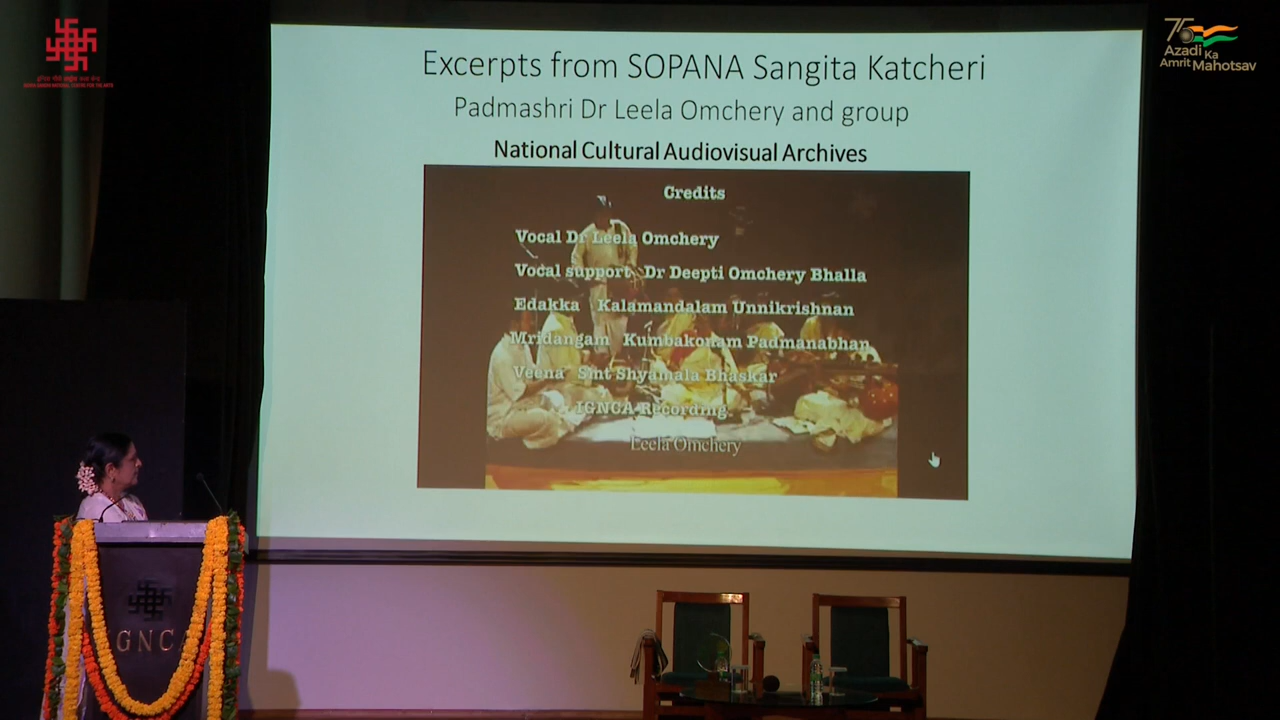 75
Azadi
Ka
Amrit Mahotsav
Excerpts from SOPANA Sangita Katcheri
Padmashri Dr Leela Omchery and group
National Cultural Audiovisual Archives
Credits
Vocal Dr Leela Omchery
Vocal support Dr Deepti Omchery Bhalla
Edakka Kalamandalam Unnikrishnan
Mridangam Kumbakonam Padmanabhan
Veena Smt Shyamala Bhaskar
IGNCA Recording
Leela Omchery
GNC